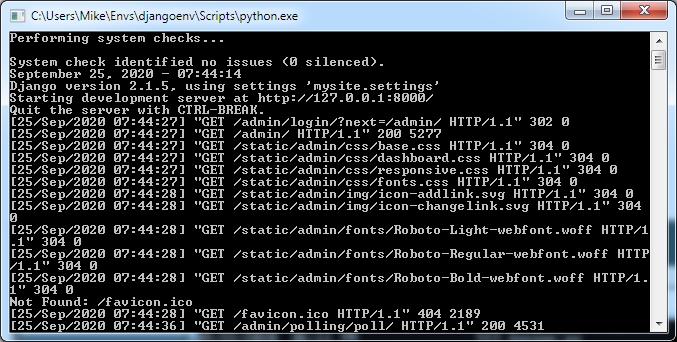 C:\Users\Mike\Envs\djangoenv\Scripts\python.exe
Performing system checks...
System check identified no issues (0 silenced).
September 25, 2020 - 07:44:14
Django version 2.1.5, using settings 'mysite.settings'
Starting development server at http://127.0.0.1:8000/
Quit the server with CTRL-BREAK.
[25/Sep/2020 07:44:27] "GET /admin/login/?next=/admin/ HTTP/1.1" 302 0
[25/Sep/2020 07:44:27] "GET /admin/ HTTP/1.1" 200 5277
[25/Sep/2020 07:44:27] "GET /static/admin/css/base.css HTTP/1.1" 304 0
[25/Sep/2020 07:44:27] "GET /static/admin/css/dashboard.css HTTP/1.1" 304 0
[25/Sep/2020 07:44:27] "GET /static/admin/css/responsive.css HTTP/1.1" 304 0
[25/Sep/2020 07:44:27] "GET /static/admin/css/fonts.css HTTP/1.1" 304 0
[25/Sep/2020 07:44:28] "GET /static/admin/img/icon-addlink.svg HTTP/1.1" 304 0
[25/Sep/2020 07:44:28] "GET /static/admin/img/icon-changelink.svg HTTP/1.1" 304
0
[25/Sep/2020 07:44:28] "GET /static/admin/fonts/Roboto-Light-webfont.woff HTTP/1
.1" 304 0
[25/Sep/2020 07:44:28] "GET /static/admin/fonts/Roboto-Regular-webfont.woff HTTP
/1.1" 304 0
[25/Sep/2020 07:44:28] "GET /static/admin/fonts/Roboto-Bold-webfont.woff HTTP/1.
1" 304 0
Not Found: /favicon.ico
[25/Sep/2020 07:44:28] "GET /favicon.ico HTTP/1.1" 404 2189
[25/Sep/2020 07:44:36] "GET /admin/polling/poll/ HTTP/1.1" 200 4531